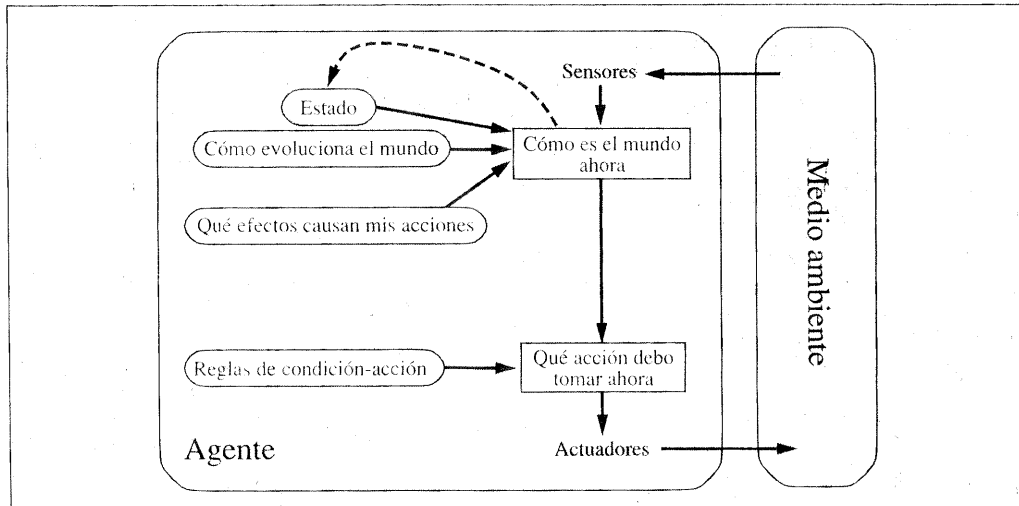 Sensores
Estado
Cómo evoluciona el mundo
Cómo es el mundo
ahora
Qué efectos causan mis acciones
Medio ambiente
Reglas de condición-acción
Qué acción debo
tomar ahora
Agente
Actuadores